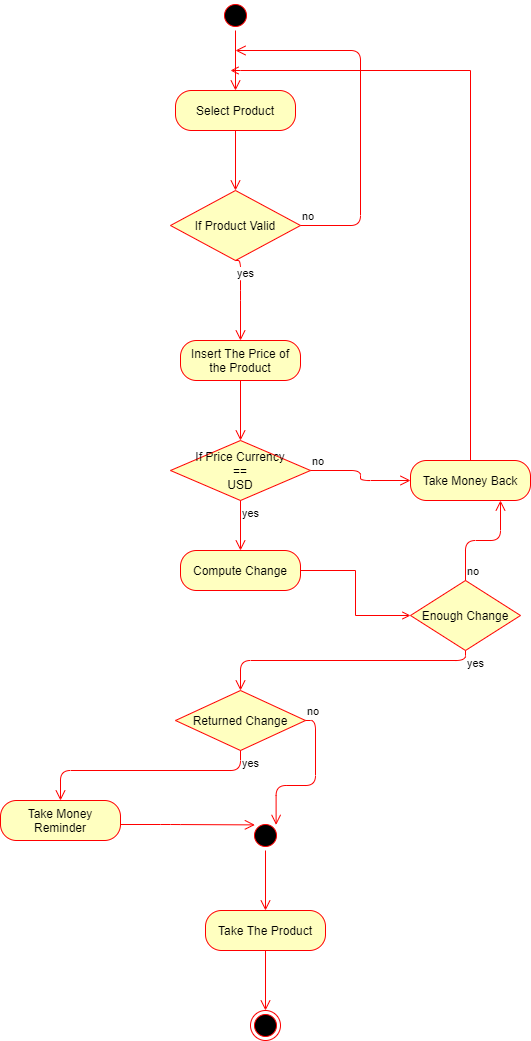 Select Product
If Product Valid
no
yes
Insert The Price of
the Product
If Price Currency
==
USD
no
Take Money Back
yes
Compute Change
no
Enough Change
yes
Returned Change
no
yes
Take Money
Reminder
Take The Product